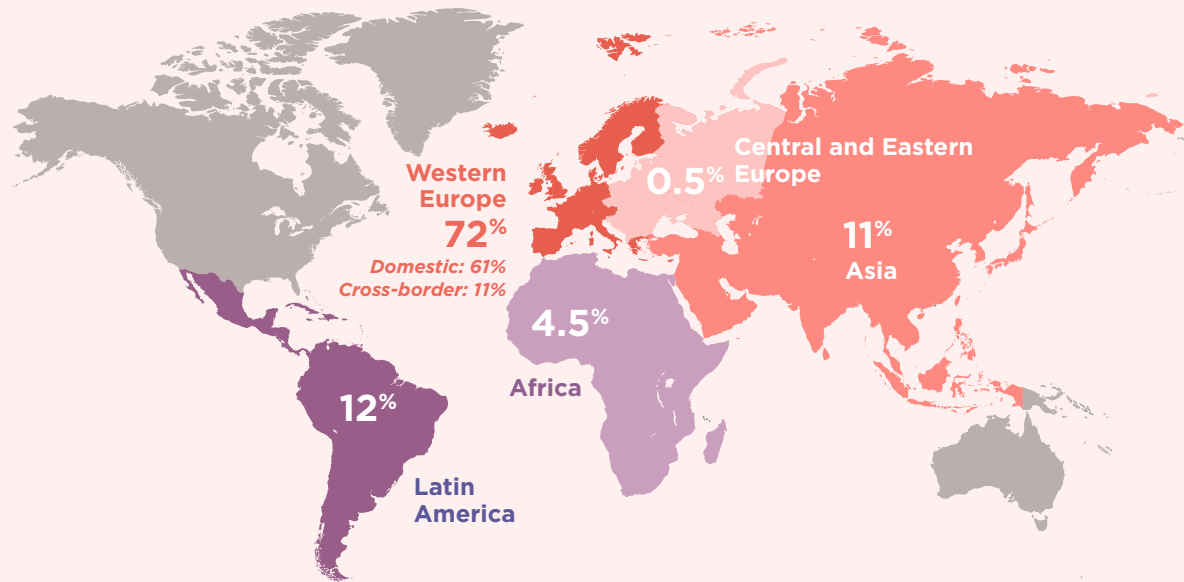 Western
Europe
72%
Domestic: 61%
Cross-border: 11%
0.5%
Central and Eastern
Europe
11%
Asia
4.5%
Africa
12%
Latin
America